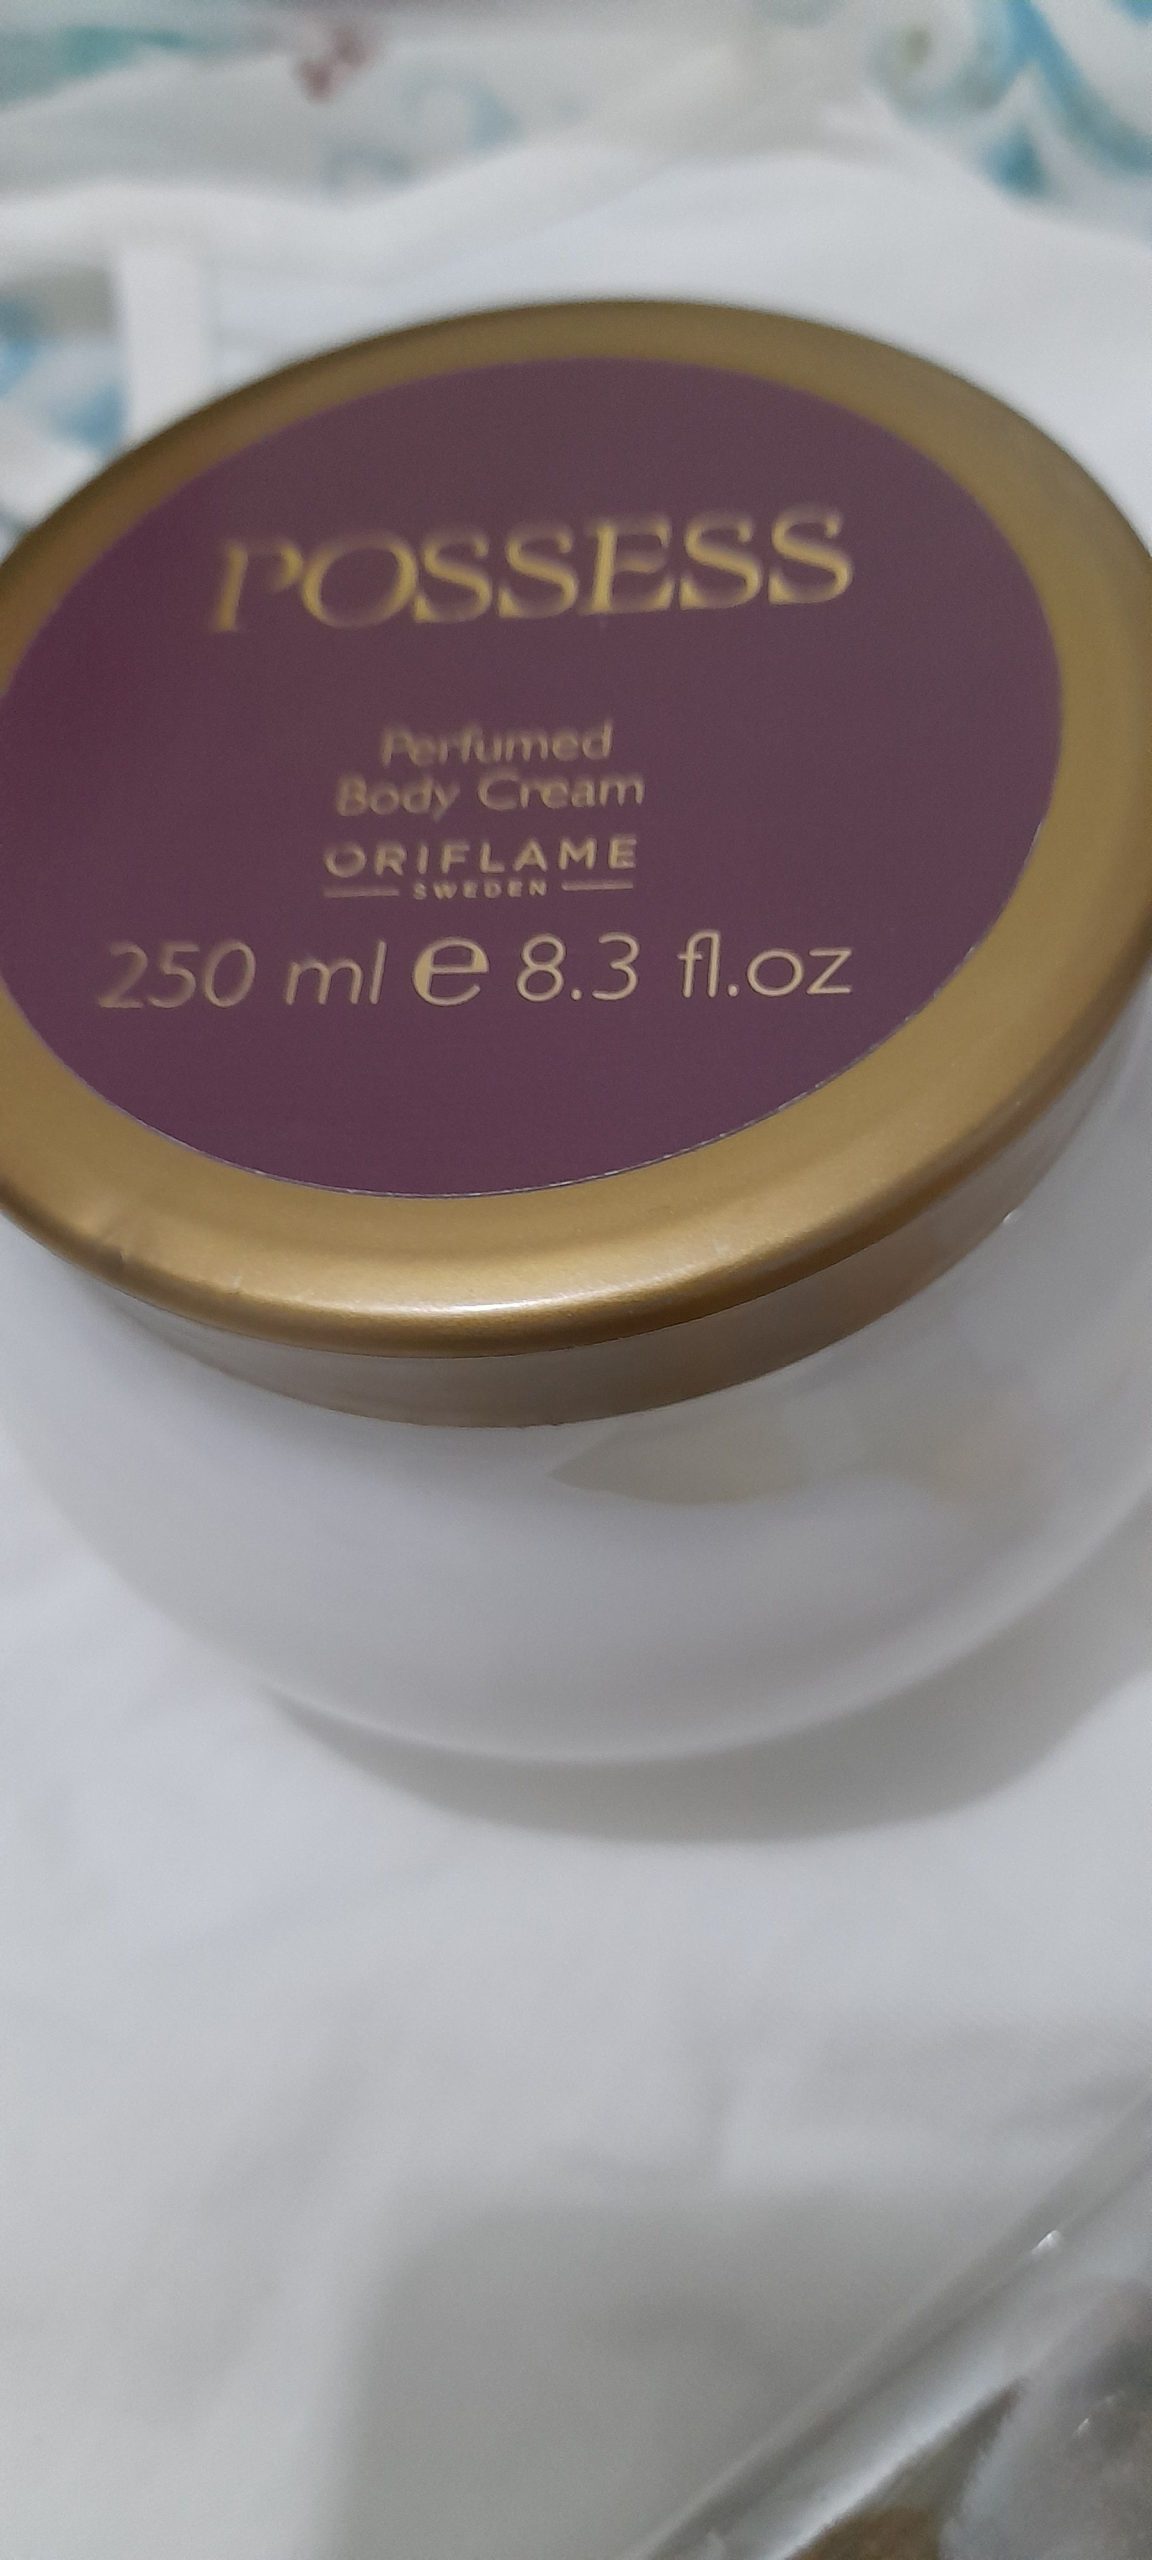 POSSESS
Perfumed
Body Cream
ORIFLAME
SWEDEN
250 ml e 8.3 fl.oz